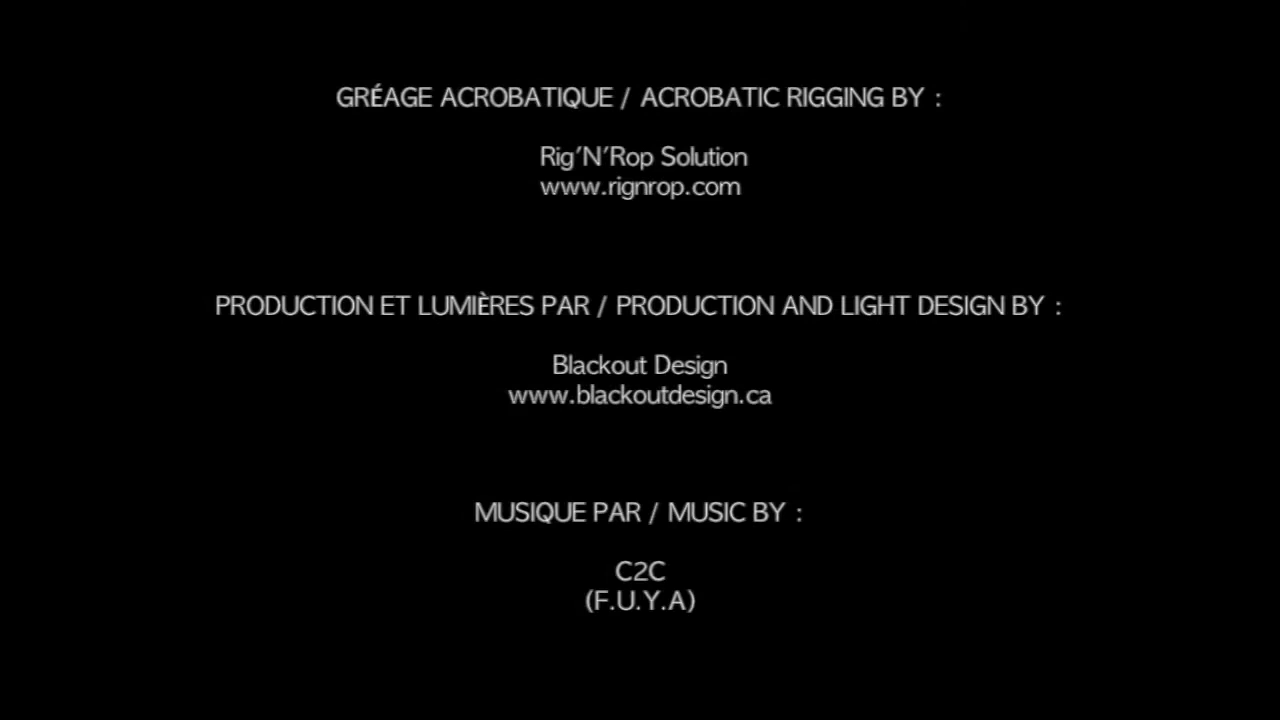 GRÉAGE ACROBATIQUE / ACROBATIC RIGGING BY :
Rig'N'Rop Solution
www.rignrop.com
PRODUCTION ET LUMIÈRES PAR / PRODUCTION AND LIGHT DESIGN BY :
Blackout Design
www.blackoutdesign.ca
MUSIQUE PAR / MUSIC BY :
C2C
(F.U.Y.A)